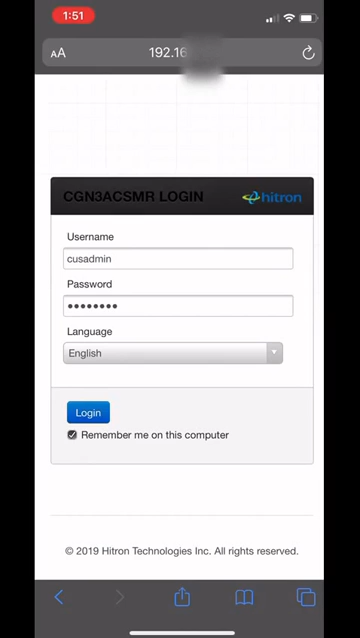 1:51
AA
192.16
CGN3ACSMR LOGIN
hitron
Username
cusadmin
Password
Language
English
Login
Remember me on this computer
© 2019 Hitron Technologies Inc. All rights reserved.